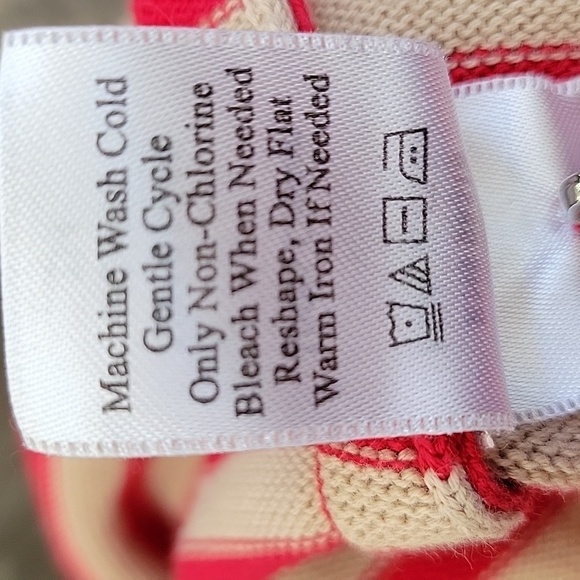 Machine Wash Cold
Gentle Cycle
Only Non-Chlorine
Bleach When Needed
Reshape, Dry Flat
Warm Iron If Needed